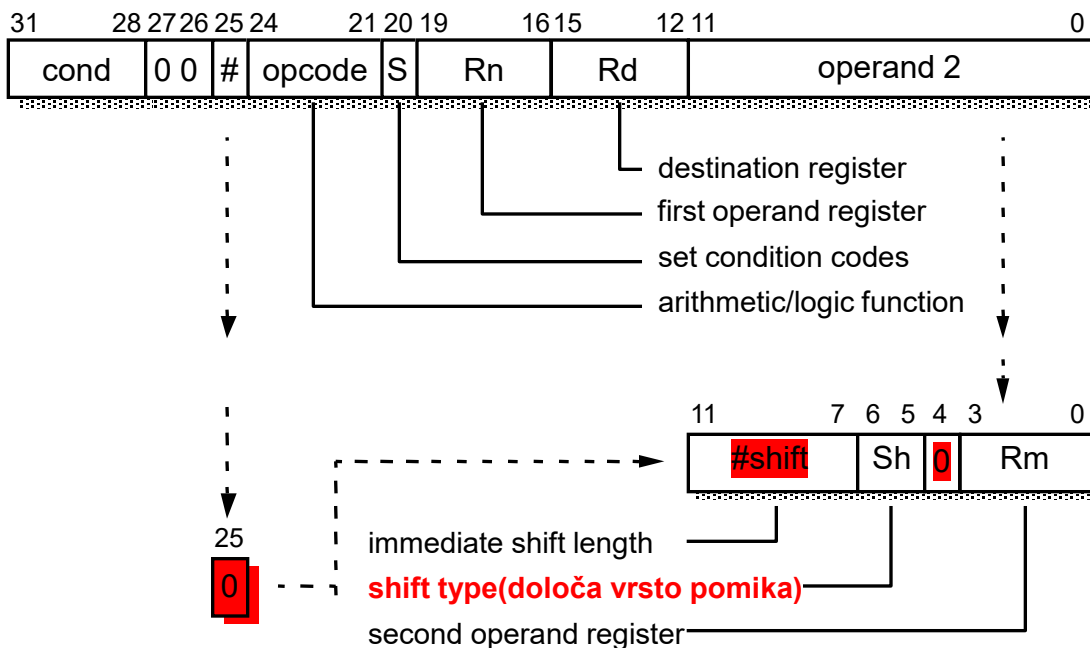 31 28 27 26 25 24 21 20 19 16 15 12 11 0
cond 0 0 # opcode S Rn Rd operand 2
destination register
first operand register
set condition codes
arithmetic/logic function
11 7 6 5 4 3 0
#shift Sh 0 Rm
25
0
immediate shift length
shift type(določa vrsto pomika)
second operand register